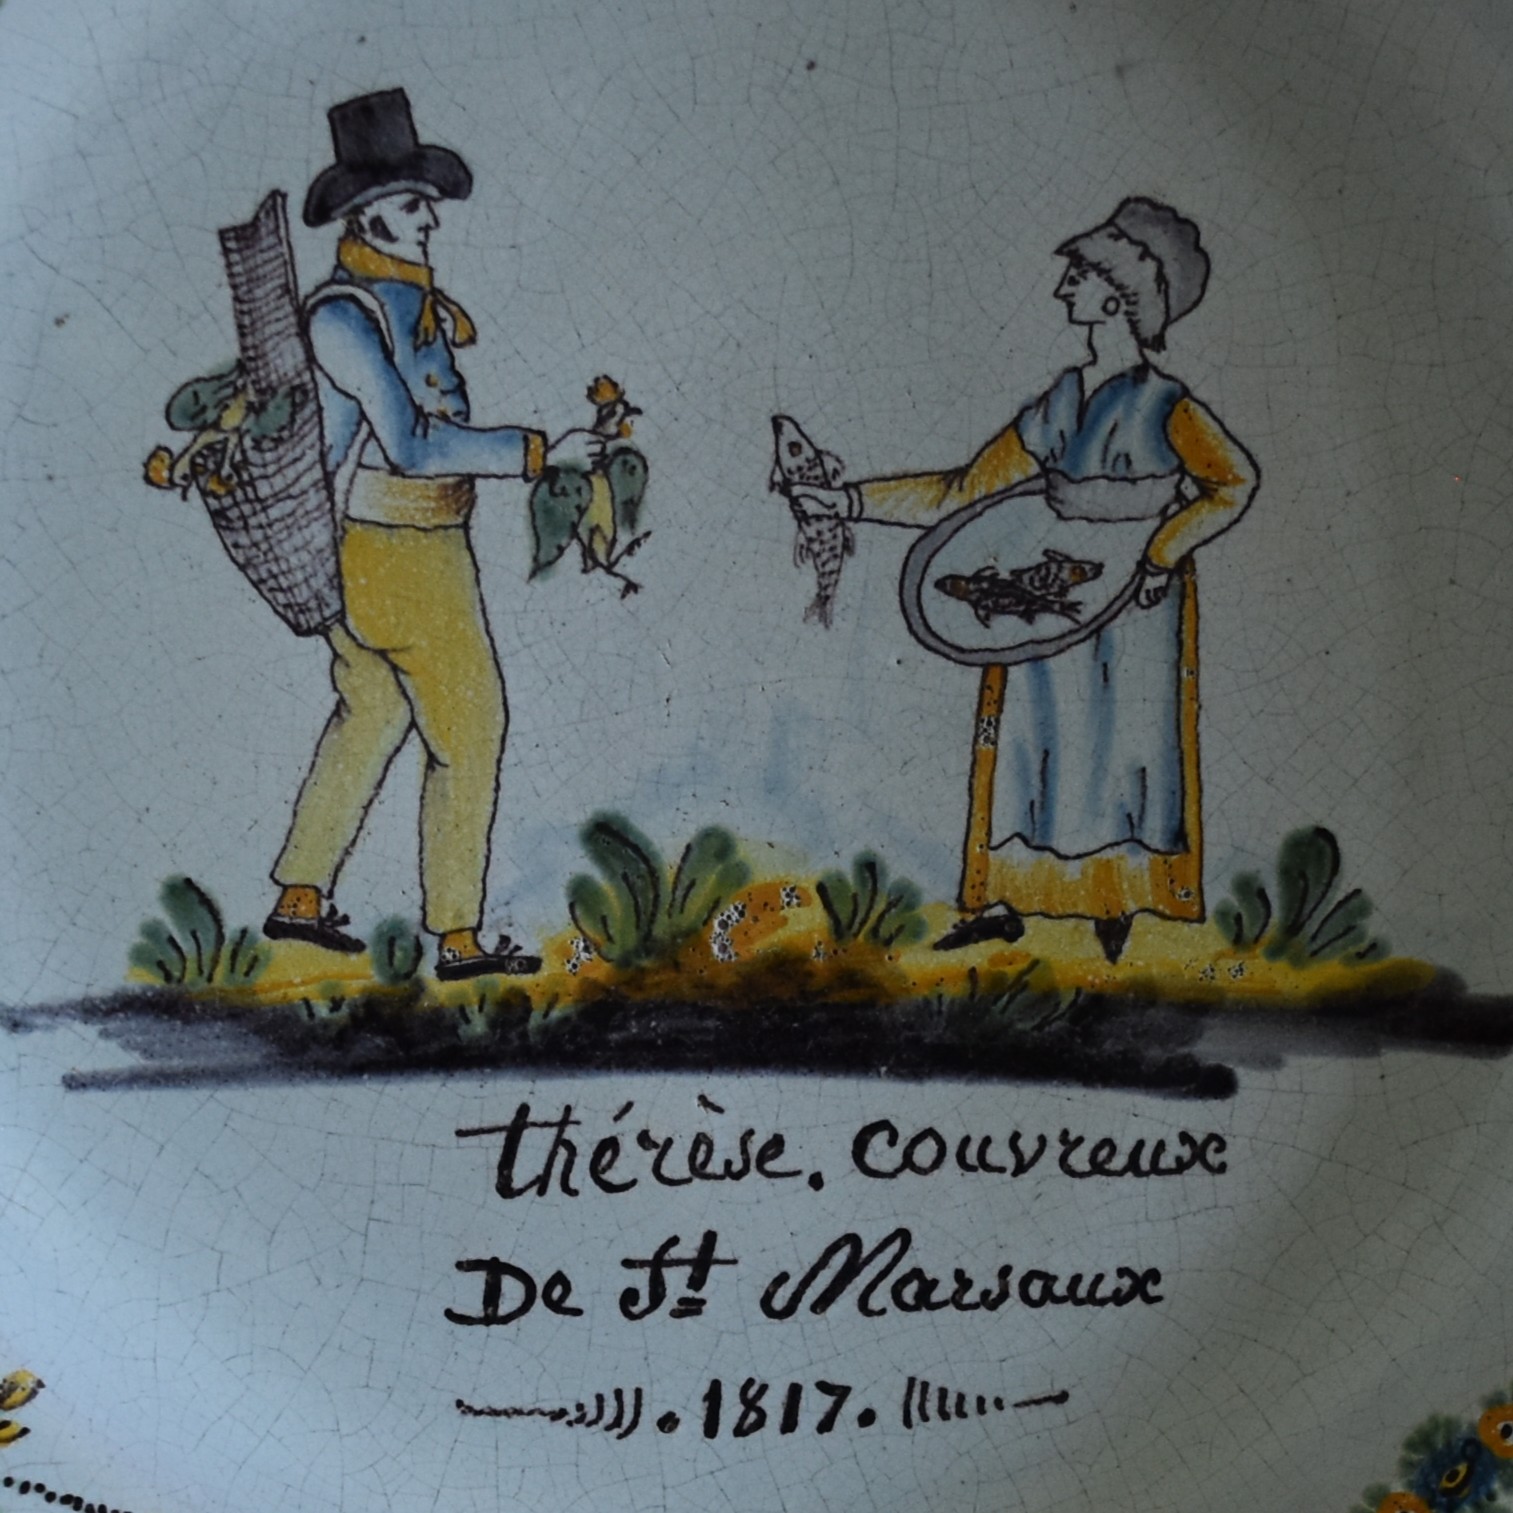 thérèse. couvreux
De St Marsaux
.1817.